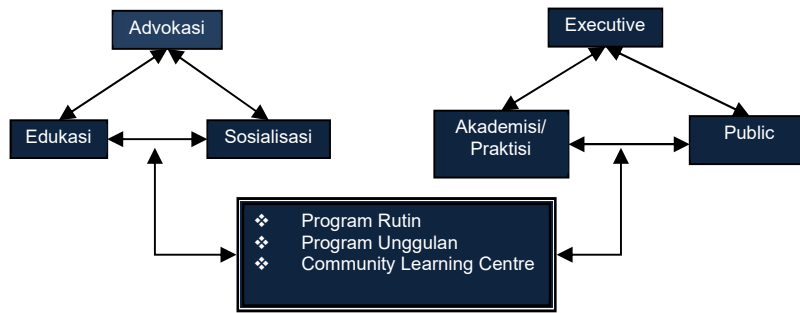 Advokasi
Executive
Edukasi
Sosialisasi
Akademisi/
Praktisi
Public
❖ Program Rutin
❖ Program Unggulan
❖ Community Learning Centre